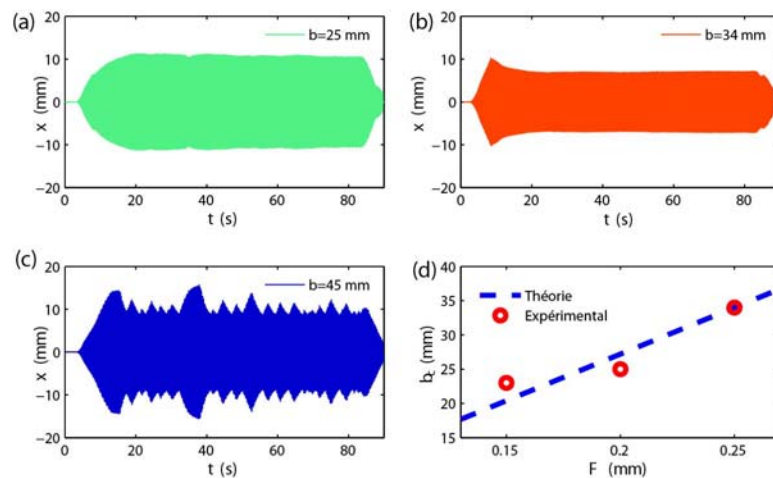 (a)
20
10
0
-10
-20
x (mm)
b=25 mm
0 20 40 60 80
t (s)
(b)
20
10
0
-10
-20
x (mm)
b=34 mm
0 20 40 60 80
t (s)
(c)
20
10
0
-10
-20
x (mm)
b=45 mm
0 20 40 60 80
t (s)
(d)
40
35
30
25
20
15
b_c (mm)
Théorie
Expérimental
0.15 0.2 0.25
F (mm)